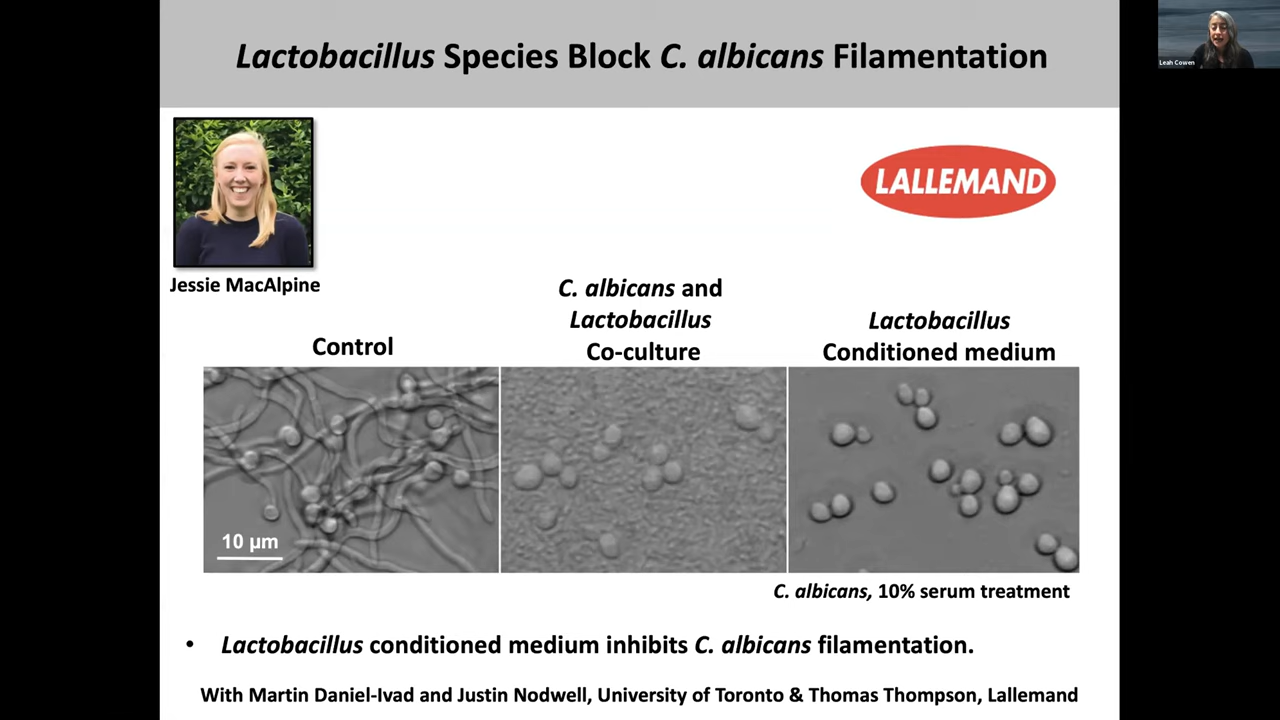 Lactobacillus Species Block C. albicans Filamentation
Leah Cowen
LALLEMAND
Jessie MacAlpine
Control
C. albicans and
Lactobacillus
Co-culture
Lactobacillus
Conditioned medium
10 µm
C. albicans, 10% serum treatment
• Lactobacillus conditioned medium inhibits C. albicans filamentation.
With Martin Daniel-Ivad and Justin Nodwell, University of Toronto & Thomas Thompson, Lallemand